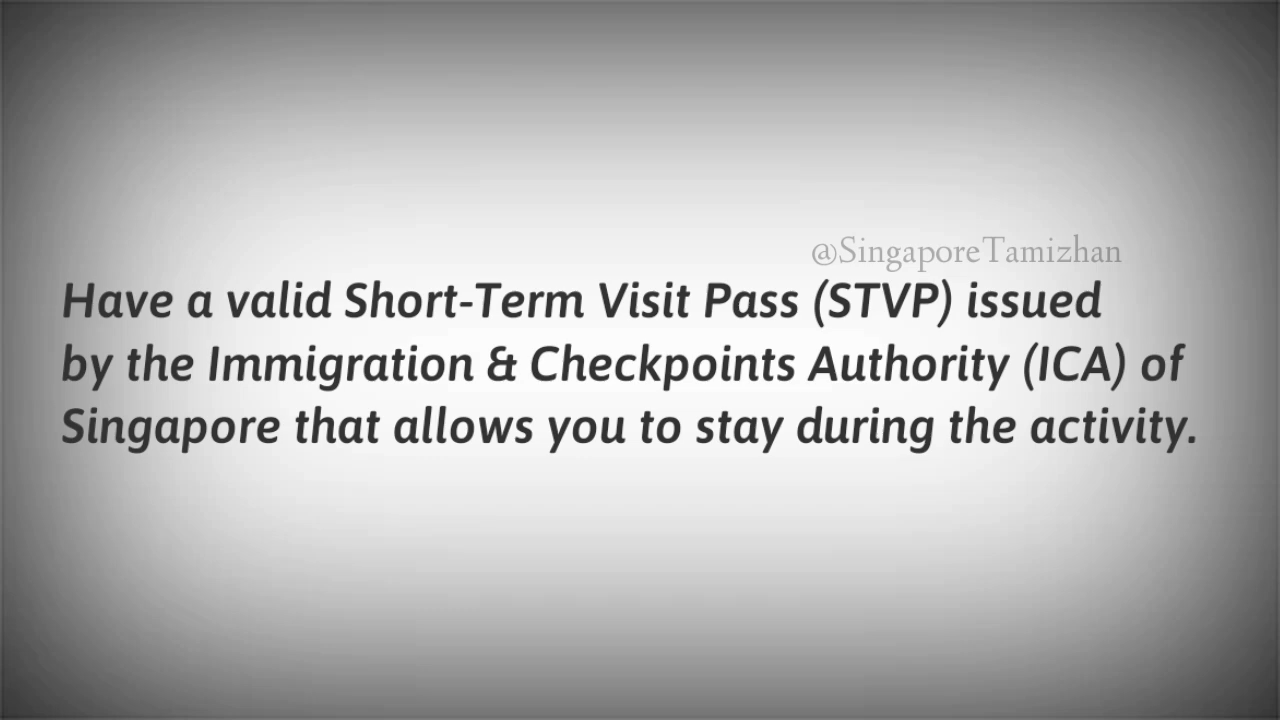 @SingaporeTamizhan
Have a valid Short-Term Visit Pass (STVP) issued
by the Immigration & Checkpoints Authority (ICA) of
Singapore that allows you to stay during the activity.